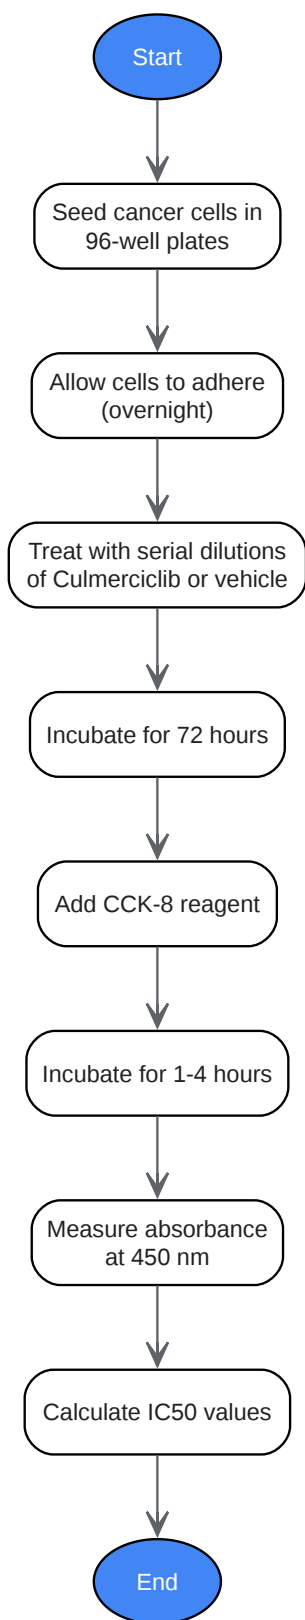 Start
Seed cancer cells in
96-well plates
Allow cells to adhere
(overnight)
Treat with serial dilutions
of Culmerciclib or vehicle
Incubate for 72 hours
Add CCK-8 reagent
Incubate for 1-4 hours
Measure absorbance
at 450 nm
Calculate IC50 values
End